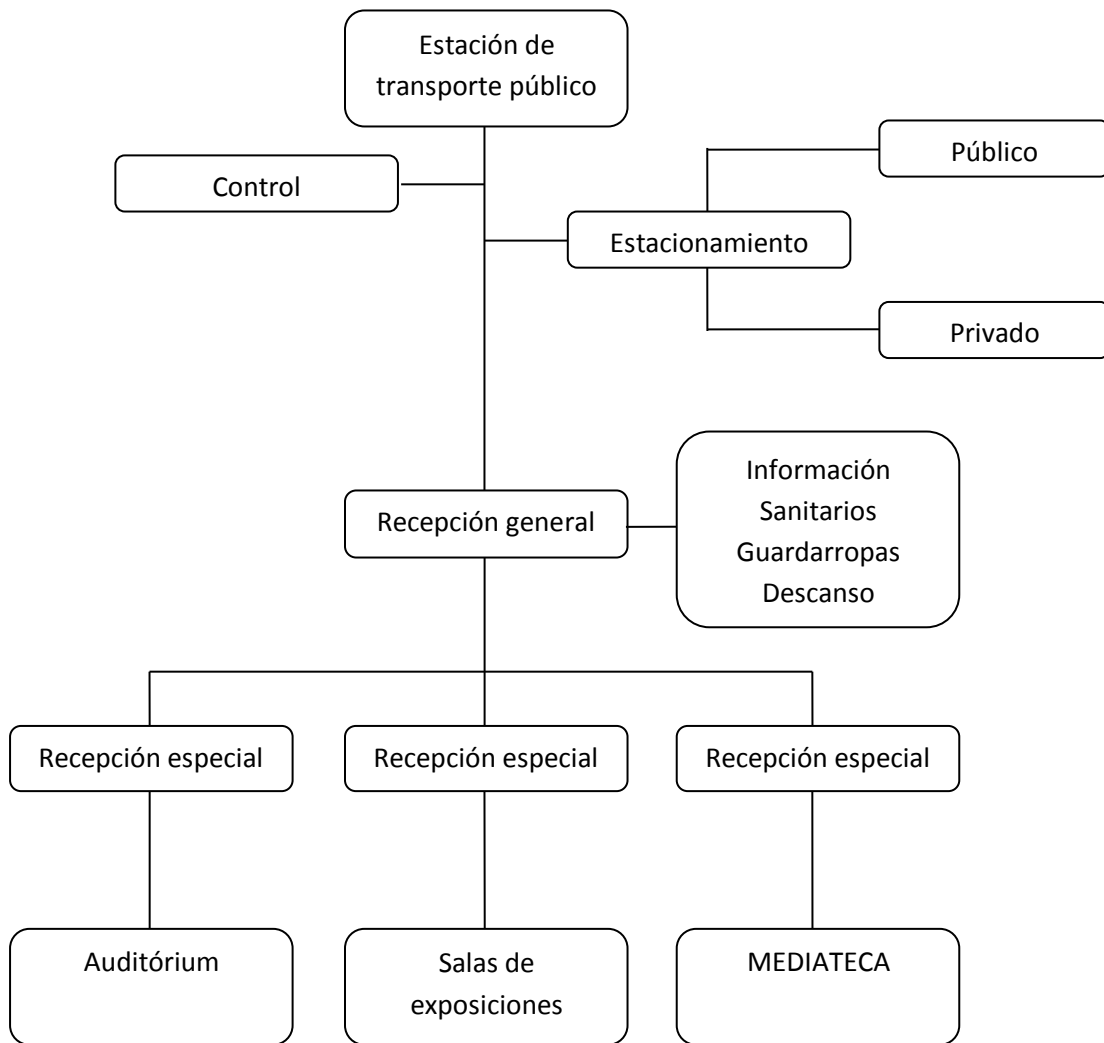 Estación de
transporte público
Público
Control
Estacionamiento
Privado
Información
Sanitarios
Guardarropas
Descanso
Recepción general
Recepción especial
Recepción especial
Recepción especial
Auditórium
Salas de
exposiciones
MEDIATECA